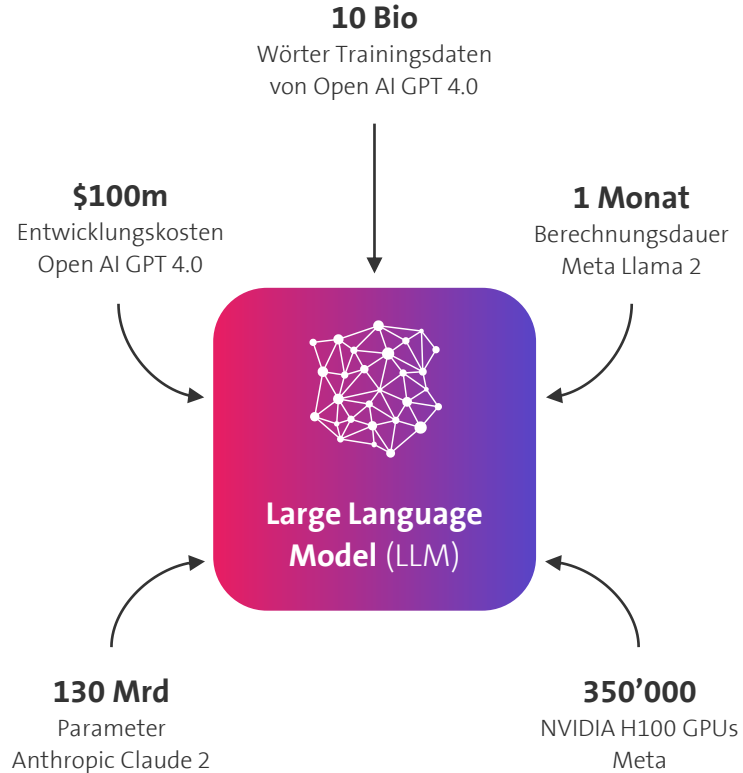 10 Bio
Wörter Trainingsdaten
von Open AI GPT 4.0
$100m
Entwicklungskosten
Open AI GPT 4.0
1 Monat
Berechnungsdauer
Meta Llama 2
Large Language
Model (LLM)
130 Mrd
Parameter
Anthropic Claude 2
350’000
NVIDIA H100 GPUs
Meta